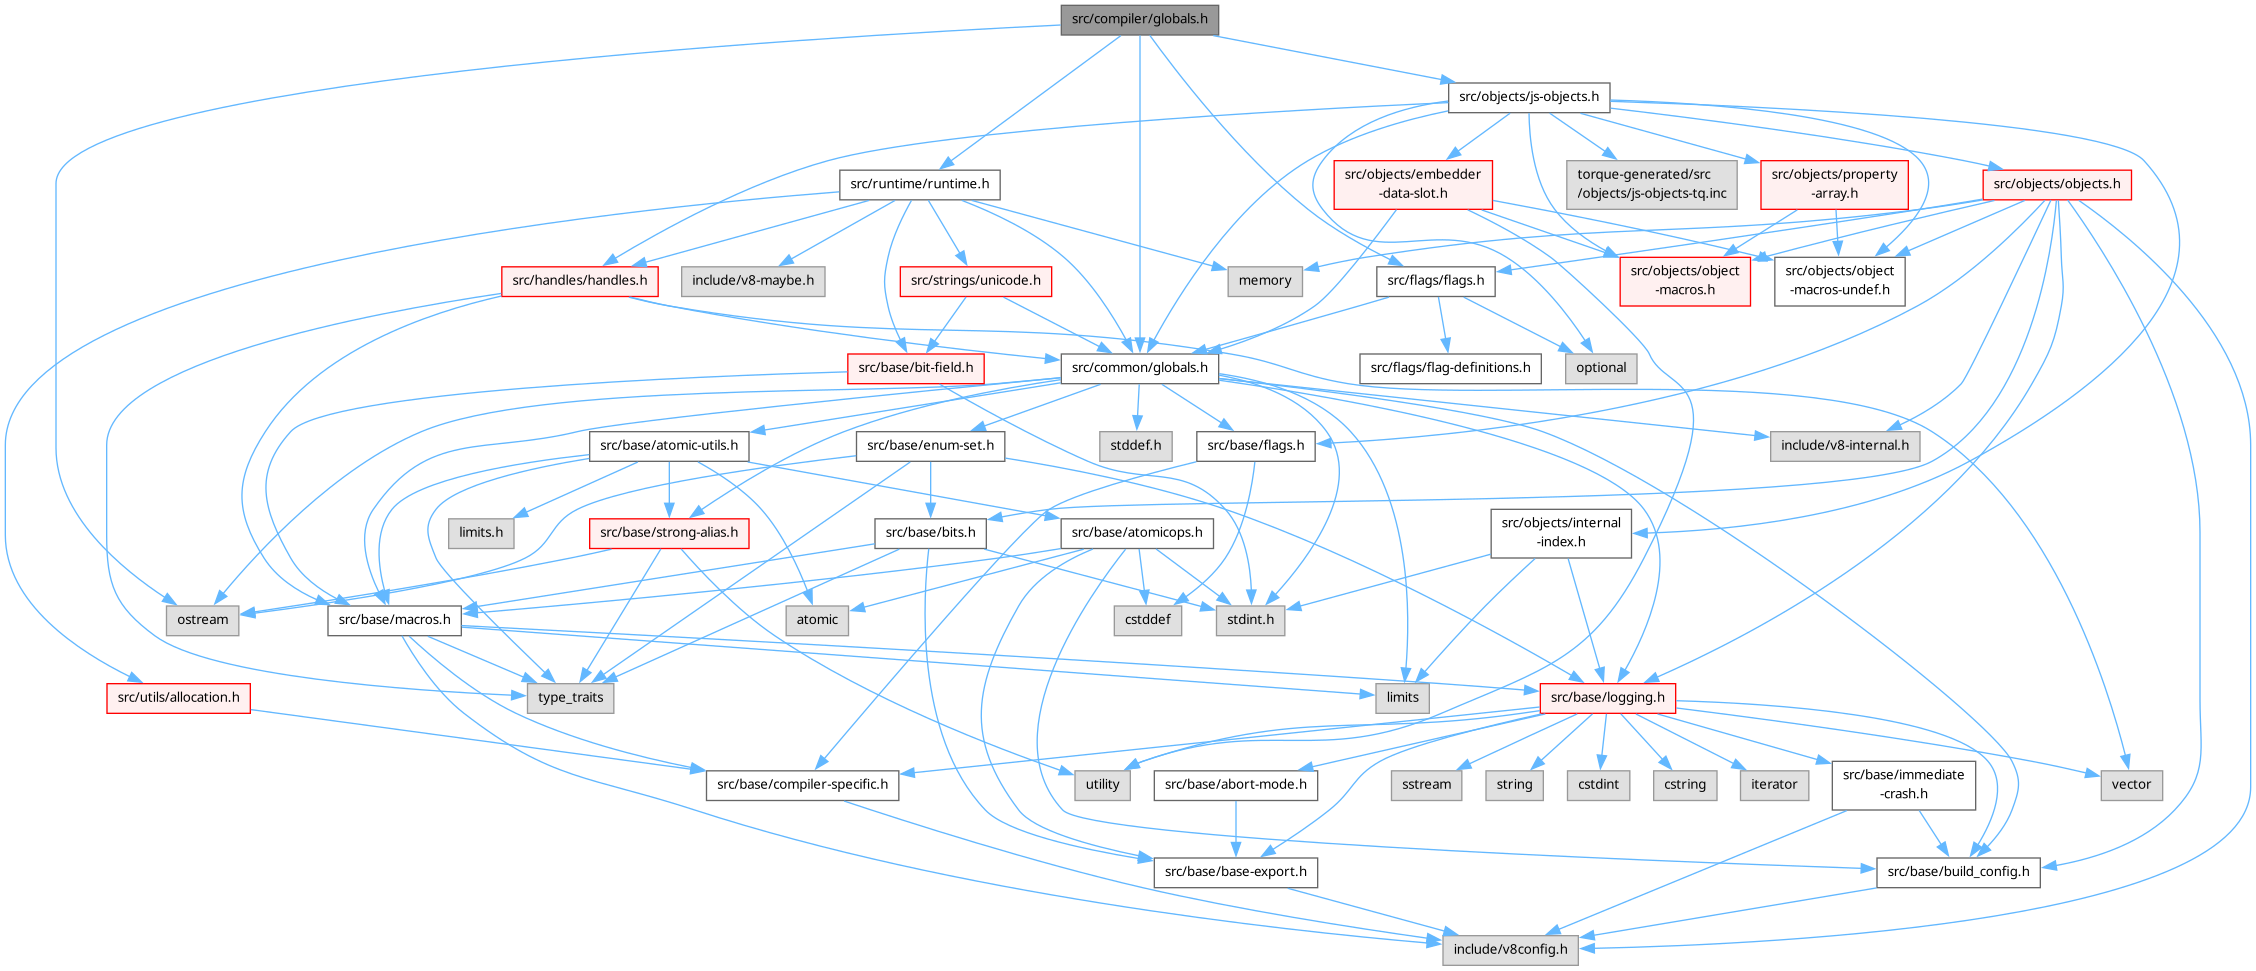 src/compiler/globals.h
src/objects/js-objects.h
src/runtime/runtime.h
src/objects/embedder
-data-slot.h
torque-generated/src
/objects/js-objects-tq.inc
src/objects/property
-array.h
src/objects/objects.h
src/handles/handles.h
include/v8-maybe.h
src/strings/unicode.h
memory
src/flags/flags.h
src/objects/object
-macros.h
src/objects/object
-macros-undef.h
src/base/bit-field.h
src/common/globals.h
src/flags/flag-definitions.h
optional
src/base/atomic-utils.h
src/base/enum-set.h
stddef.h
src/base/flags.h
include/v8-internal.h
limits.h
src/base/strong-alias.h
src/base/bits.h
src/base/atomicops.h
src/objects/internal
-index.h
ostream
src/base/macros.h
atomic
cstddef
stdint.h
src/utils/allocation.h
type_traits
limits
src/base/logging.h
src/base/compiler-specific.h
utility
src/base/abort-mode.h
sstream
string
cstdint
cstring
iterator
src/base/immediate
-crash.h
vector
src/base/base-export.h
src/base/build_config.h
include/v8config.h